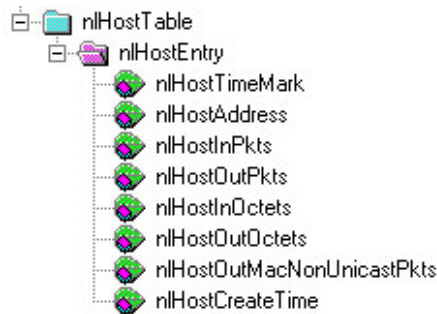 nlHostTable
nlHostEntry
nlHostTimeMark
nlHostAddress
nlHostInPkts
nlHostOutPkts
nlHostInOctets
nlHostOutOctets
nlHostOutMacNonUnicastPkts
nlHostCreateTime